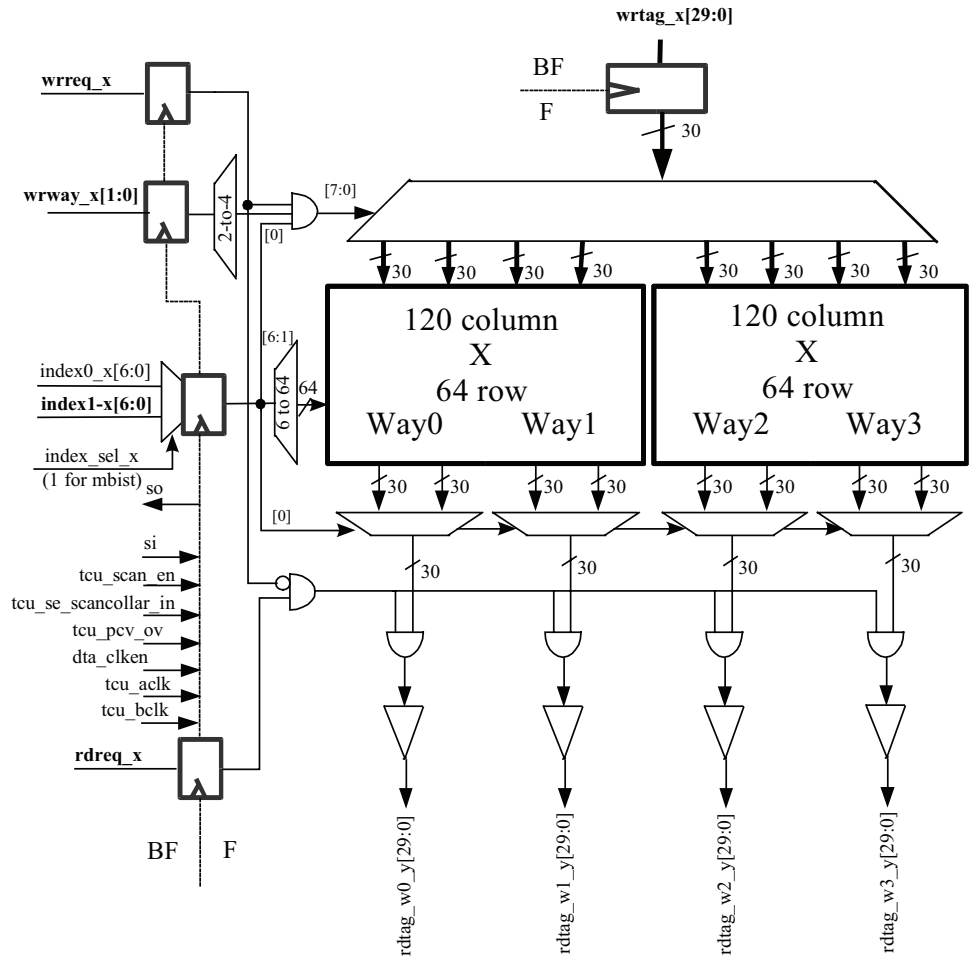 wrtag_x[29:0]
BF
F
30
wrreq_x
wrway_x[1:0]
2-to-4
[7:0]
[0]
30 30 30 30 30 30 30 30
120 column
X
64 row
Way0 Way1
120 column
X
64 row
Way2 Way3
[6:1]
6 to 64
64
index0_x[6:0]
index1-x[6:0]
index_sel_x
(1 for mbist)
so
30 30 30 30 30 30 30 30
[0]
30 30 30 30
si
tcu_scan_en
tcu_se_scancollar_in
tcu_pcv_ov
dta_clken
tcu_aclk
tcu_bclk
rdreq_x
BF F
rdtag_w0_y[29:0]
rdtag_w1_y[29:0]
rdtag_w2_y[29:0]
rdtag_w3_y[29:0]